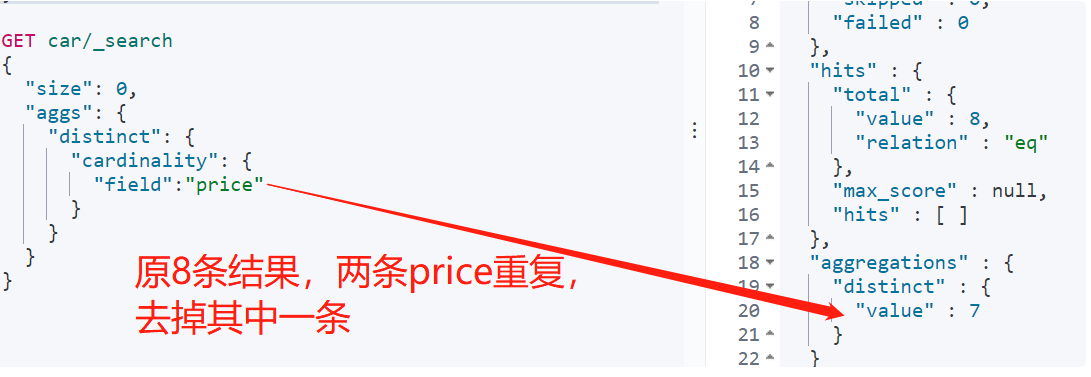 GET car/_search
{
"size": 0,
"aggs": {
"distinct": {
"cardinality": {
"field":"price"
}
}
}
}
原8条结果，两条price重复，
去掉其中一条
8 "failed" : 0
9 },
10 "hits" : {
11 "total" : {
12 "value" : 8,
13 "relation" : "eq"
14 },
15 "max_score" : null,
16 "hits" : [ ]
17 },
18 "aggregations" : {
19 "distinct" : {
20 "value" : 7
21 }
22 }